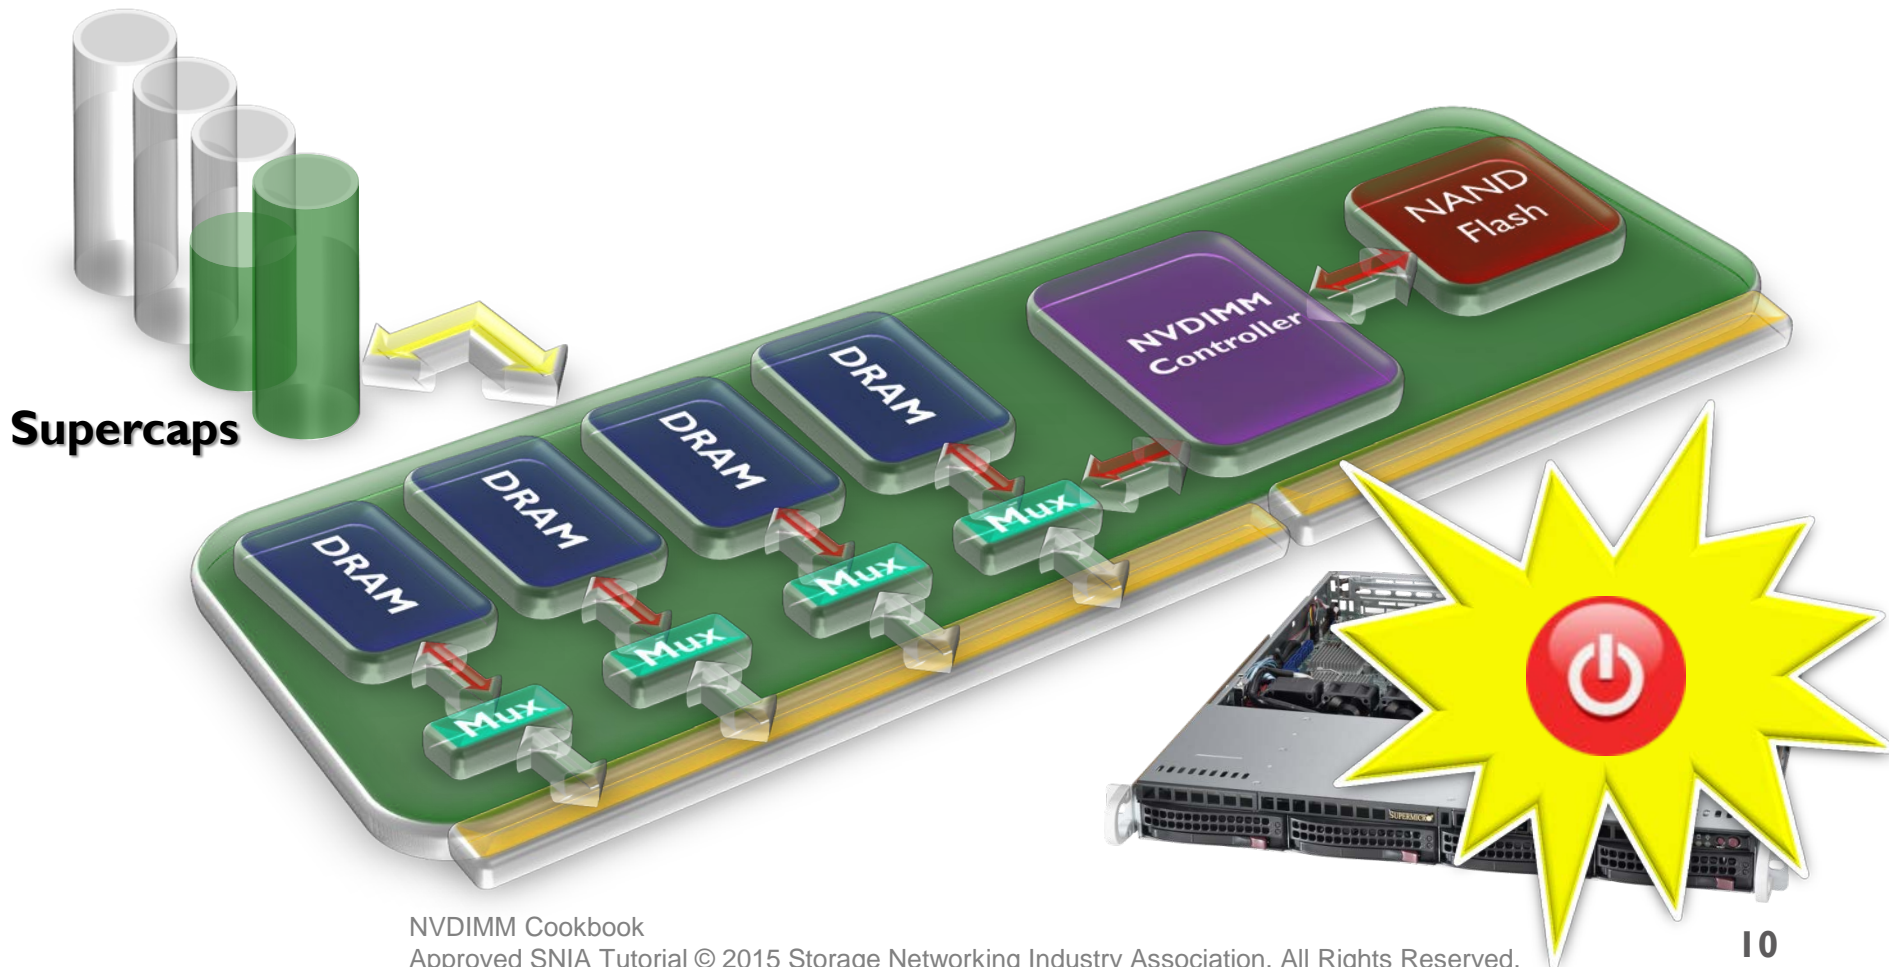 NAND
Flash
NVDIMM
Controller
DRAM
DRAM
DRAM
DRAM
Supercaps
Mux
Mux
Mux
Mux
SUPERMICRO
NVDIMM Cookbook
Approved SNIA Tutorial © 2015 Storage Networking Industry Association. All Rights Reserved.
10